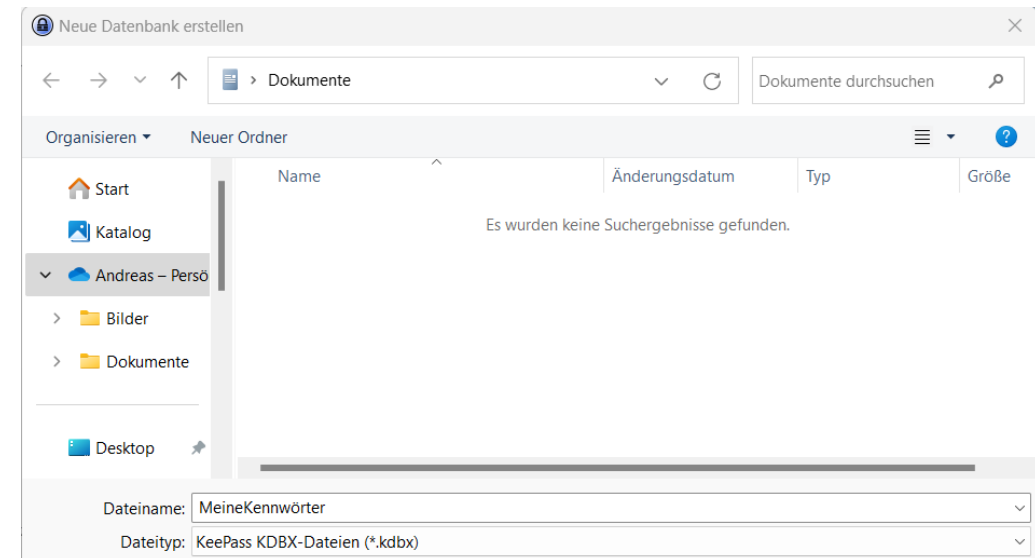 Neue Datenbank erstellen
Dokumente
Dokumente durchsuchen
Organisieren
Neuer Ordner
Name
Änderungsdatum
Typ
Größe
Start
Es wurden keine Suchergebnisse gefunden.
Katalog
Andreas – Persö
Bilder
Dokumente
Desktop
Dateiname: MeineKennwörter
Dateityp: KeePass KDBX-Dateien (*.kdbx)